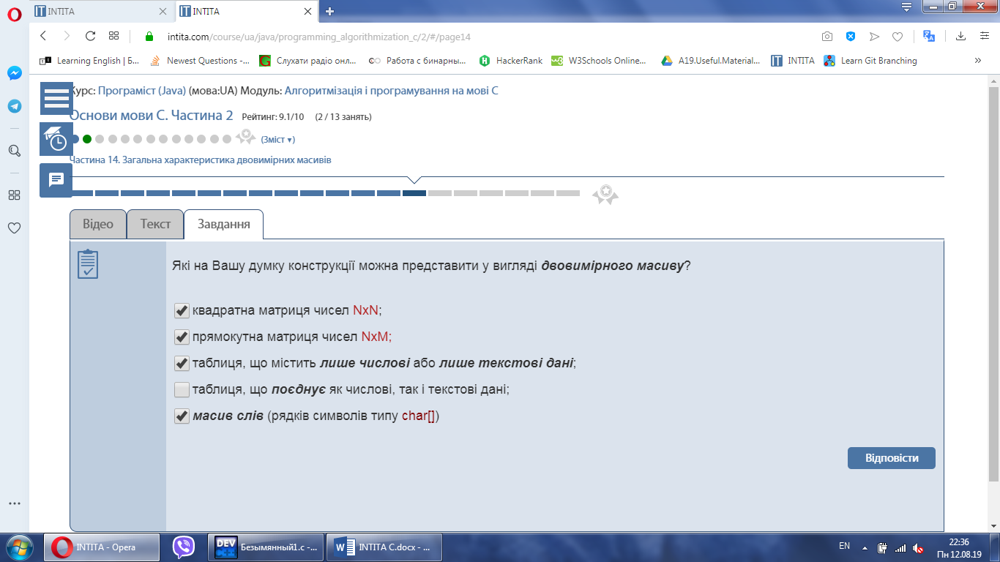 INTITA
INTITA
intita.com/course/ua/java/programming_algorithmization_c/2/#/page14
Learning English | Б...
Newest Questions -...
Слухати радіо онл...
Работа с бинарны...
HackerRank
W3Schools Online...
A19.Useful.Material...
INTITA
Learn Git Branching
Курс: Програміст (Java) (мова:UA) Модуль: Алгоритмізація і програмування на мові С
Основи мови С. Частина 2 Рейтинг: 9.1/10 (2 / 13 занять)
(Зміст ▾)
Частина 14. Загальна характеристика двовимірних масивів
Відео
Текст
Завдання
Які на Вашу думку конструкції можна представити у вигляді двовимірного масиву?
квадратна матриця чисел NxN;
прямокутна матриця чисел NxM;
таблиця, що містить лише числові або лише текстові дані;
таблиця, що поєднує як числові, так і текстові дані;
масив слів (рядків символів типу char[])
Відповісти
INTITA - Opera
Безымянный1.c -...
INTITA C.docx - ...
EN
22:36
Пн 12.08.19